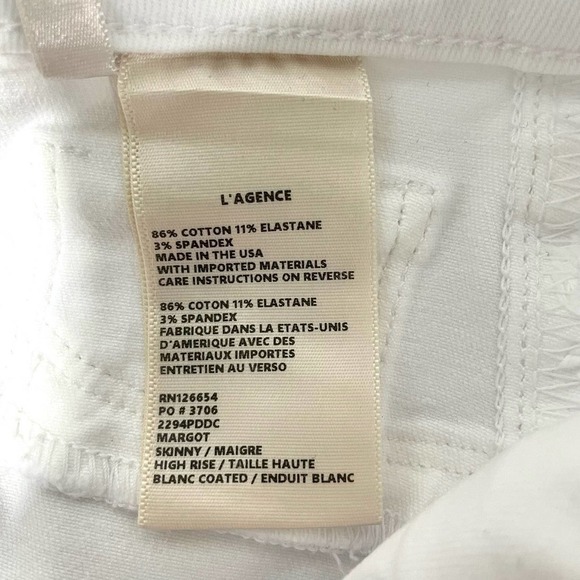 L'AGENCE
86% COTTON 11% ELASTANE
3% SPANDEX
MADE IN THE USA
WITH IMPORTED MATERIALS
CARE INSTRUCTIONS ON REVERSE
86% COTON 11% ELASTANE
3% SPANDEX
FABRIQUE DANS LA ETATS-UNIS
D'AMERIQUE AVEC DES
MATERIAUX IMPORTES
ENTRETIEN AU VERSO
RN126654
PO # 3706
2294PDDC
MARGOT
SKINNY / MAIGRE
HIGH RISE / TAILLE HAUTE
BLANC COATED / ENDUIT BLANC